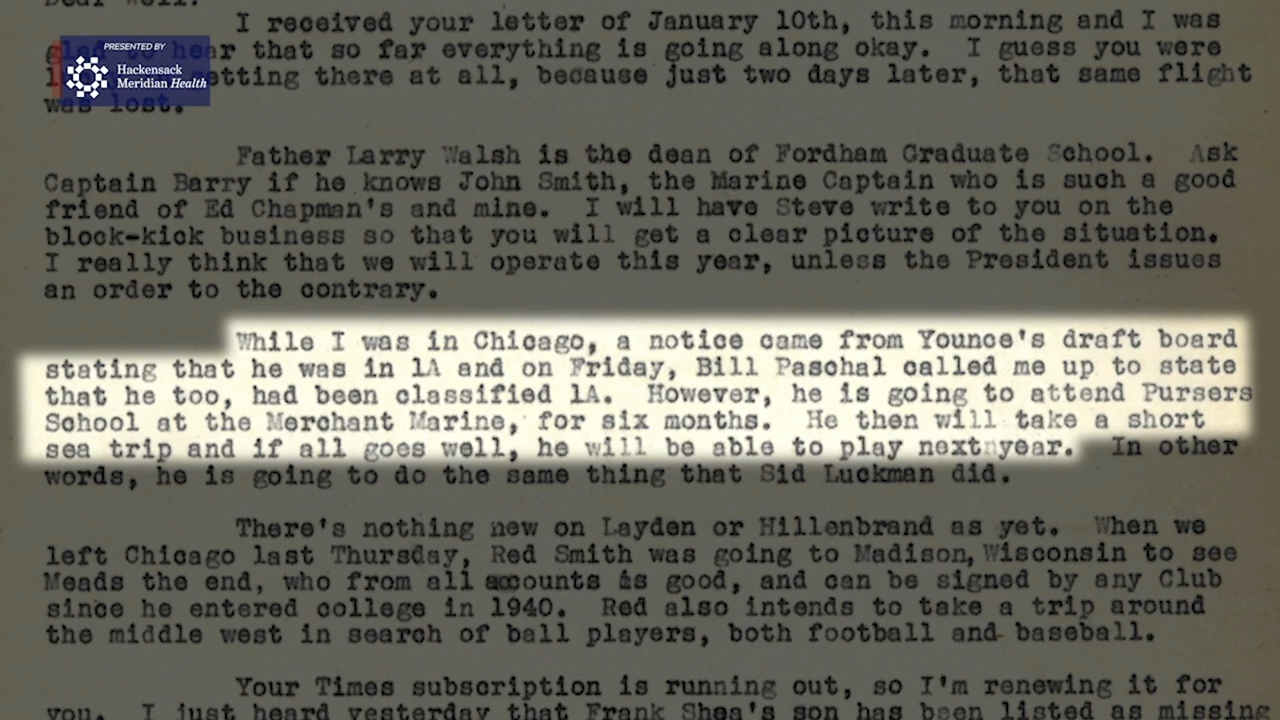 Dear Well:
I received your letter of January 10th, this morning and I was
PRESENTED BY
Hackensack
Meridian Health
hear that so far everything is going along okay. I guess you were
getting there at all, because just two days later, that same flight
was lost.
Father Larry Walsh is the dean of Fordham Graduate School. Ask
Captain Barry if he knows John Smith, the Marine Captain who is such a good
friend of Ed Chapman's and mine. I will have Steve write to you on the
block-kick business so that you will get a clear picture of the situation.
I really think that we will operate this year, unless the President issues
an order to the contrary.
While I was in Chicago, a notice came from Younce's draft board
stating that he was in 1A and on Friday, Bill Paschal called me up to state
that he too, had been classified 1A. However, he is going to attend Pursers
School at the Merchant Marine, for six months. He then will take a short
sea trip and if all goes well, he will be able to play next year. In other
words, he is going to do the same thing that Sid Luckman did.
There's nothing new on Layden or Hillenbrand as yet. When we
left Chicago last Thursday, Red Smith was going to Madison, Wisconsin to see
Meads the end, who from all accounts is good, and can be signed by any Club
since he entered college in 1940. Red also intends to take a trip around
the middle west in search of ball players, both football and baseball.
Your Times subscription is running out, so I'm renewing it for
you. I just heard yesterday that Frank Shea's son has been listed as missing